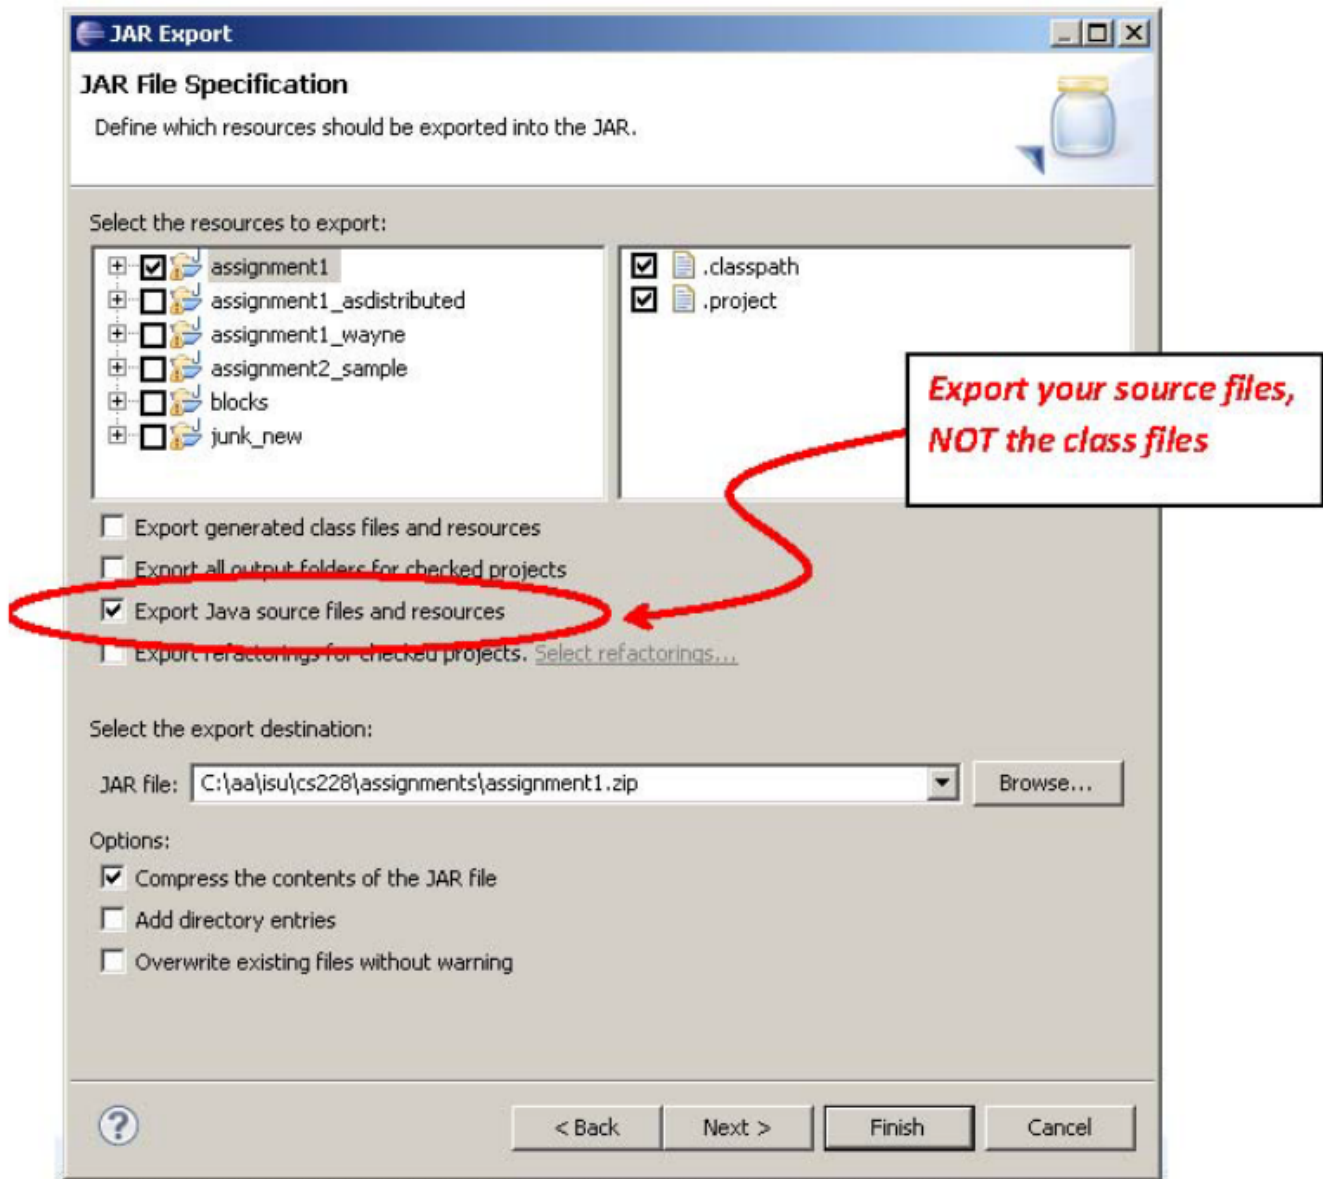 JAR Export
JAR File Specification
Define which resources should be exported into the JAR.
Select the resources to export:
assignment1
assignment1_asdistributed
assignment1_wayne
assignment2_sample
blocks
junk_new
.classpath
.project
Export your source files,
NOT the class files
Export generated class files and resources
Export all output folders for checked projects
Export Java source files and resources
Export refactorings for checked projects. Select refactorings...
Select the export destination:
JAR file: C:\aa\isu\cs228\assignments\assignment1.zip Browse...
Options:
Compress the contents of the JAR file
Add directory entries
Overwrite existing files without warning
? < Back Next > Finish Cancel